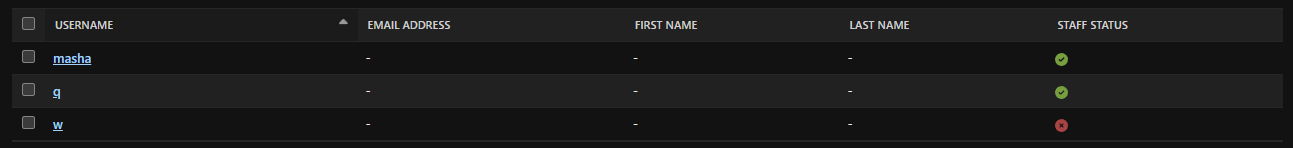 USERNAME EMAIL ADDRESS FIRST NAME LAST NAME STAFF STATUS
masha - - -
q - - -
w - - -